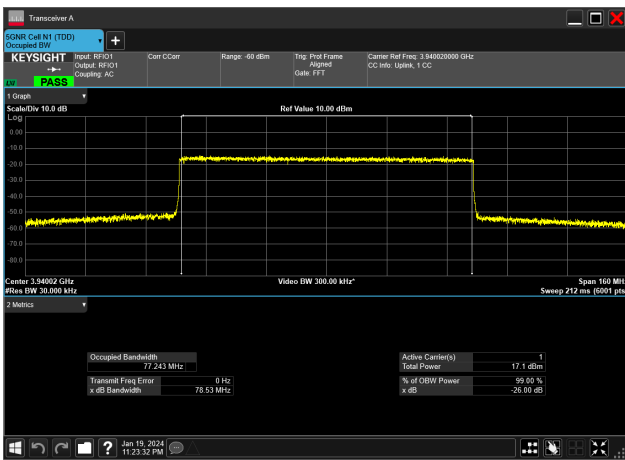 Transceiver A
5GNR Cell N1 (TDD)
Occupied BW
KEYSIGHT
LV
PASS
Input: RFIO1
Output: RFIO1
Coupling: AC
Corr CCorr
Range: -60 dBm
Trig: Prot Frame
Aligned
Gate: FFT
Carrier Ref Freq: 3.940020000 GHz
CC Info: Uplink, 1 CC
1 Graph
Scale/Div 10.0 dB
Ref Value 10.00 dBm
Log
0.00
-10.0
-20.0
-30.0
-40.0
-50.0
-60.0
-70.0
-80.0
Center 3.94002 GHz
Video BW 300.00 kHz*
Span 160 MHz
#Res BW 30.000 kHz
Sweep 212 ms (6001 pts
2 Metrics
Occupied Bandwidth
77.243 MHz
Transmit Freq Error 0 Hz
x dB Bandwidth 78.53 MHz
Active Carrier(s) 1
Total Power 17.1 dBm
% of OBW Power 99.00 %
x dB -26.00 dB
?
Jan 19, 2024
11:23:32 PM